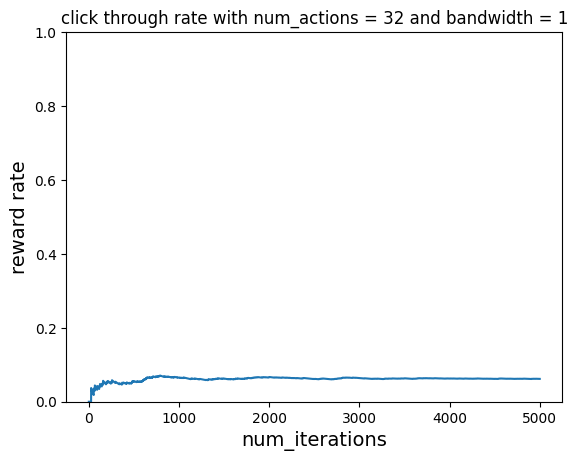 click through rate with num_actions = 32 and bandwidth = 1
1.0
0.8
0.6
0.4
0.2
0.0
reward rate
0 1000 2000 3000 4000 5000
num_iterations